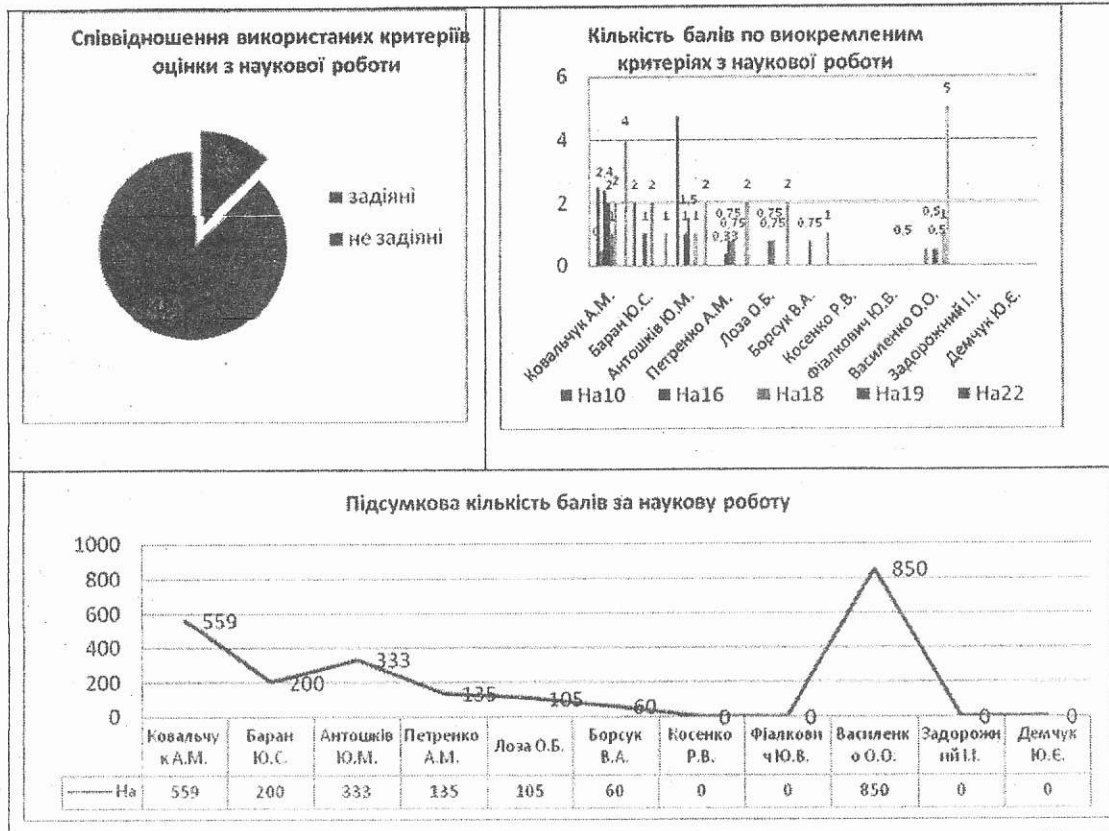 Співвідношення використаних критеріїв
оцінки з наукової роботи
задіяні
не задіяні
Кількість балів по виокремленим
критеріях з наукової роботи
6
4
2
0
2,4
2
1
2
4
2
1
2
1
1
1,5
1
2
0,33
0,75
0,75
2
0,75
0,75
2
0,75
1
0,5
0,5
0,5
1
5
Ковальчук А.М.
Баран Ю.С.
Антошків Ю.М.
Петренко А.М.
Лоза О.Б.
Борсук В.А.
Косенко Р.В.
Фіалкович Ю.В.
Василенко О.О.
Задорожний І.І.
Демчук Ю.Є.
На10 На16 На18 На19 На22
Підсумкова кількість балів за наукову роботу
1000
800
600
400
200
0
559
200
333
135
105
60
0
0
850
0
0
Ковальчу Баран Антошків Петренко Лоза О.Б. Борсук Косенко Фіалкови Василенк Задорожн Демчук
к А.М. Ю.С. Ю.М. А.М. В.А. Р.В. ч Ю.В. о О.О. ий І.І. Ю.Є.
На 559 200 333 135 105 60 0 0 850 0 0